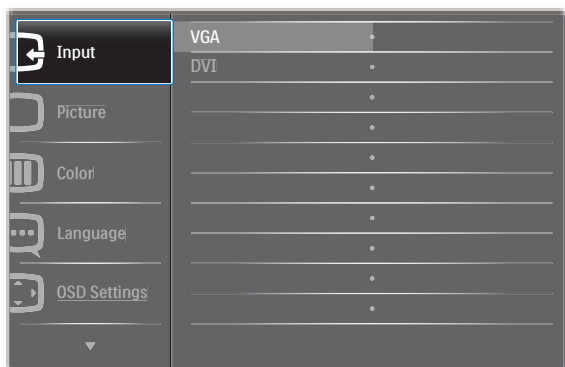 Input
VGA
DVI
Picture
Color
Language
OSD Settings